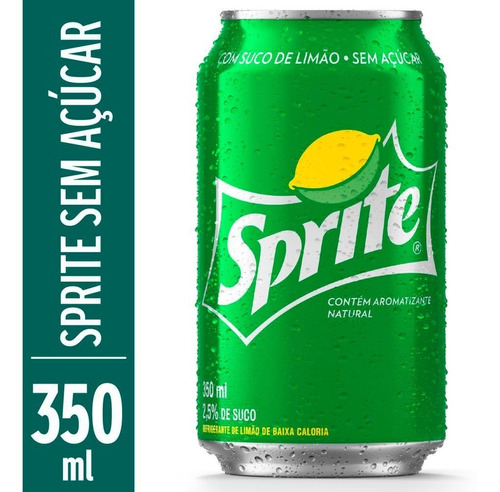 SPRITE SEM AÇÚCAR
350
ml
COM SUCO DE LIMÃO • SEM AÇÚCAR
Sprite
®
CONTÉM AROMATIZANTE
NATURAL
350 ml
2,5% DE SUCO
REFRIGERANTE DE LIMÃO DE BAIXA CALORIA